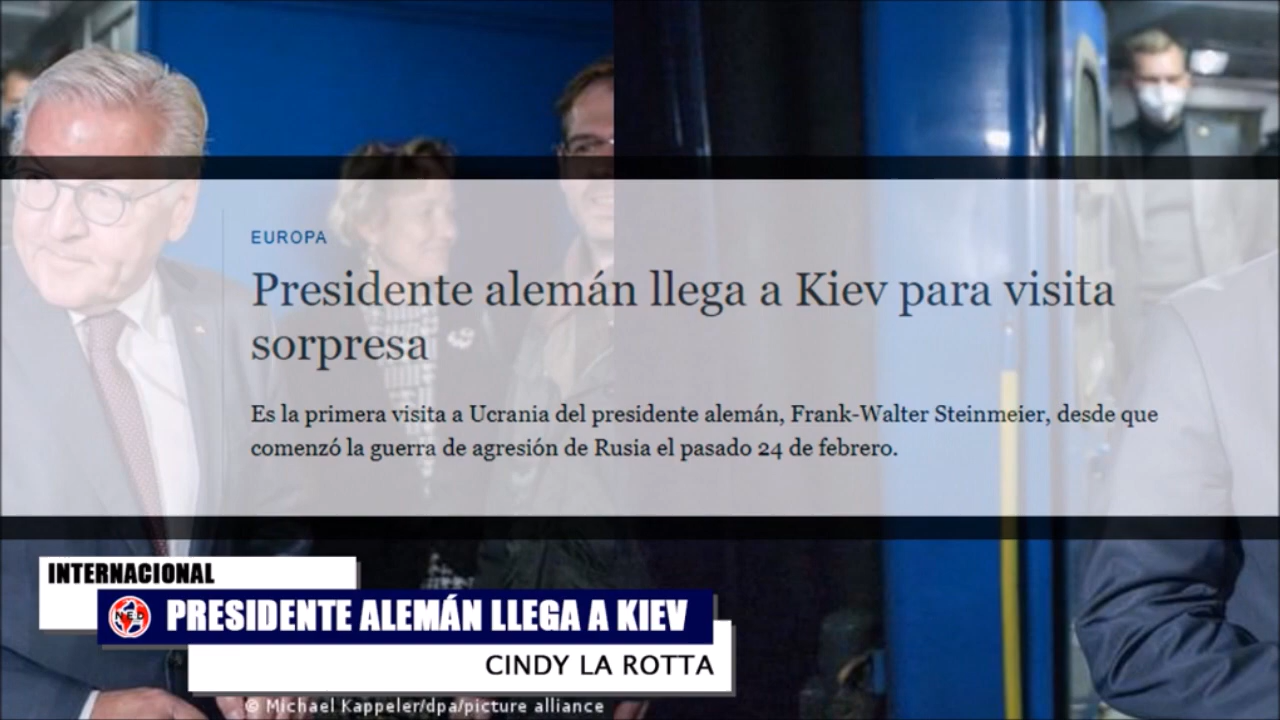 EUROPA
Presidente alemán llega a Kiev para visita
sorpresa
Es la primera visita a Ucrania del presidente alemán, Frank-Walter Steinmeier, desde que
comenzó la guerra de agresión de Rusia el pasado 24 de febrero.
INTERNACIONAL
PRESIDENTE ALEMÁN LLEGA A KIEV
CINDY LA ROTTA
© Michael Kappeler/dpa/picture alliance